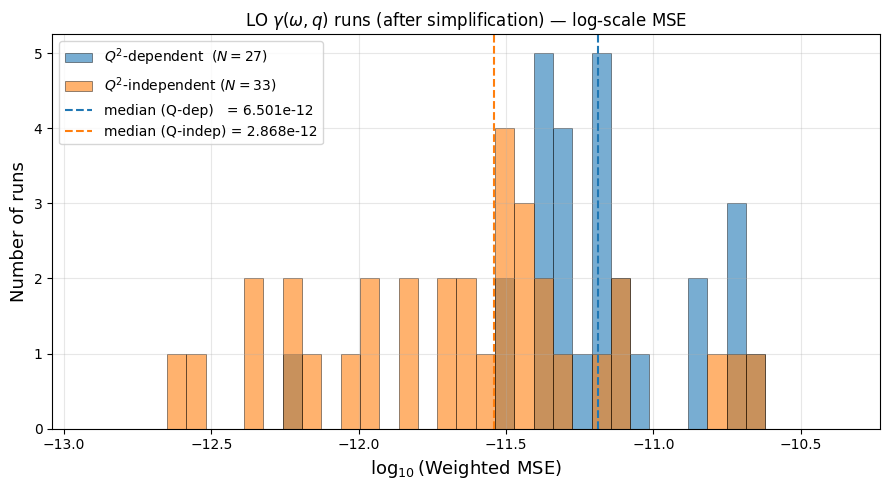 LO γ(ω, q) runs (after simplification) — log-scale MSE
Q²-dependent (N = 27)
Q²-independent (N = 33)
median (Q-dep) = 6.501e-12
median (Q-indep) = 2.868e-12
Number of runs
5
4
3
2
1
0
−13.0 −12.5 −12.0 −11.5 −11.0 −10.5
log₁₀ (Weighted MSE)